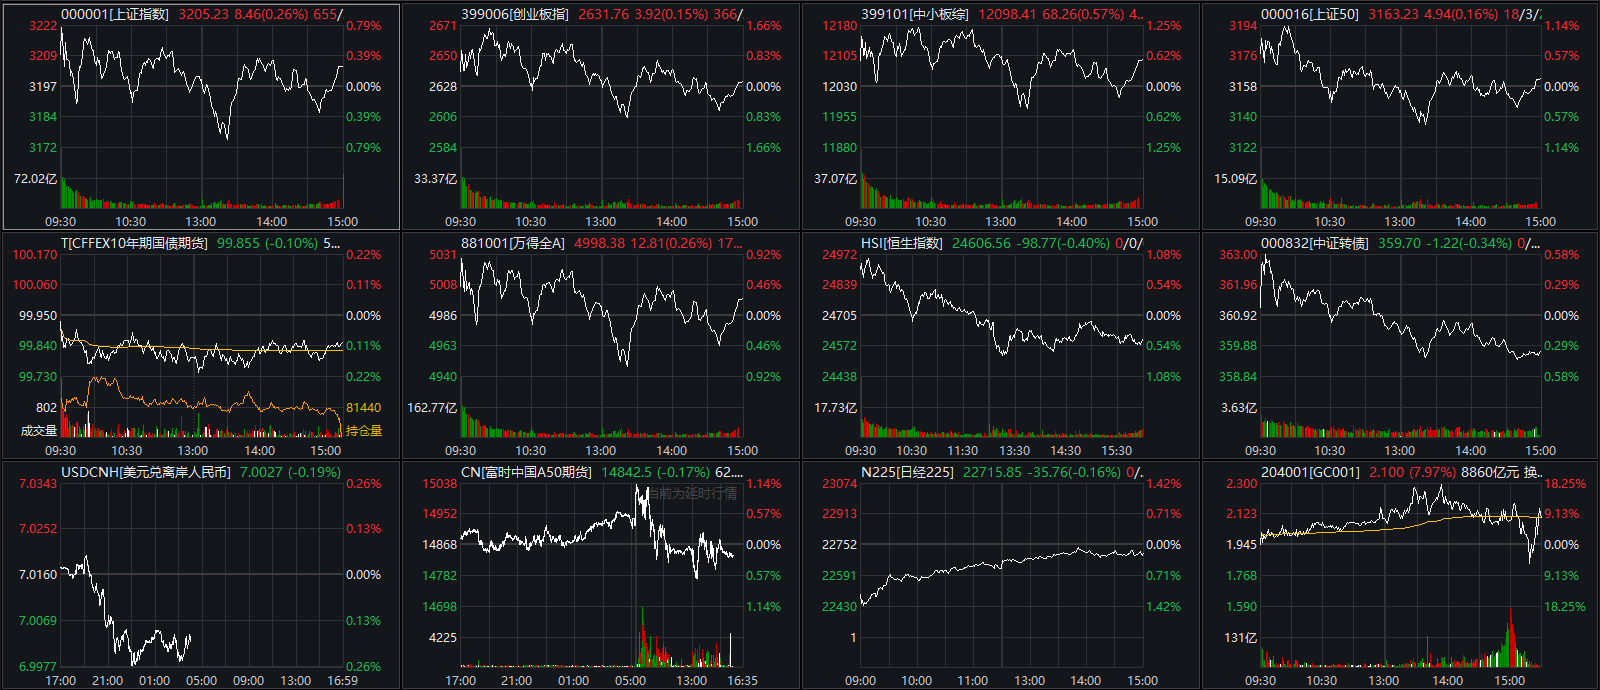 000001[上证指数] 3205.23 8.46(0.26%) 655/
3222 0.79%
3209 0.39%
3197 0.00%
3184 0.39%
3172 0.79%
72.02亿
09:30 10:30 13:00 14:00 15:00
399006[创业板指] 2631.76 3.92(0.15%) 366/
2671 1.66%
2650 0.83%
2628 0.00%
2606 0.83%
2584 1.66%
33.37亿
09:30 10:30 13:00 14:00 15:00
399101[中小板综] 12098.41 68.26(0.57%) 4..
12180 1.25%
12105 0.62%
12030 0.00%
11955 0.62%
11880 1.25%
37.07亿
09:30 10:30 13:00 14:00 15:00
000016[上证50] 3163.23 4.94(0.16%) 18/3/
3194 1.14%
3176 0.57%
3158 0.00%
3140 0.57%
3122 1.14%
15.09亿
09:30 10:30 13:00 14:00 15:00
T[CFFEX10年期国债期货] 99.855 (-0.10%) 5...
100.170 0.22%
100.060 0.11%
99.950 0.00%
99.840 0.11%
99.730 0.22%
802 81440
成交量 持仓量
09:30 10:30 13:00 14:00 15:00
881001[万得全A] 4998.38 12.81(0.26%) 17...
5031 0.92%
5008 0.46%
4986 0.00%
4963 0.46%
4940 0.92%
162.77亿
09:30 10:30 13:00 14:00 15:00
HSI[恒生指数] 24606.56 -98.77(-0.40%) 0/0/
24972 1.08%
24839 0.54%
24705 0.00%
24572 0.54%
24438 1.08%
17.73亿
09:30 10:30 11:30 13:30 14:30 15:30
000832[中证转债] 359.70 -1.22(-0.34%) 0/...
363.00 0.58%
361.96 0.29%
360.92 0.00%
359.88 0.29%
358.84 0.58%
3.63亿
09:30 10:30 13:00 14:00 15:00
USDCNH[美元兑离岸人民币] 7.0027 (-0.19%)
7.0343 0.26%
7.0252 0.13%
7.0160 0.00%
7.0069 0.13%
6.9977 0.26%
17:00 21:00 01:00 05:00 09:00 13:00 16:59
CN[富时中国A50期货] 14842.5 (-0.17%) 62....
当前为延时行情
15038 1.14%
14952 0.57%
14868 0.00%
14782 0.57%
14698 1.14%
4225
17:00 21:00 01:00 05:00 13:00 16:35
N225[日经225] 22715.85 -35.76(-0.16%) 0/.
23074 1.42%
22913 0.71%
22752 0.00%
22591 0.71%
22430 1.42%
1
09:00 10:00 11:00 13:00 14:00 15:00
204001[GC001] 2.100 (7.97%) 8860亿元 换..
2.300 18.25%
2.123 9.13%
1.945 0.00%
1.768 9.13%
1.590 18.25%
131亿
09:30 10:30 13:00 14:00 15:00